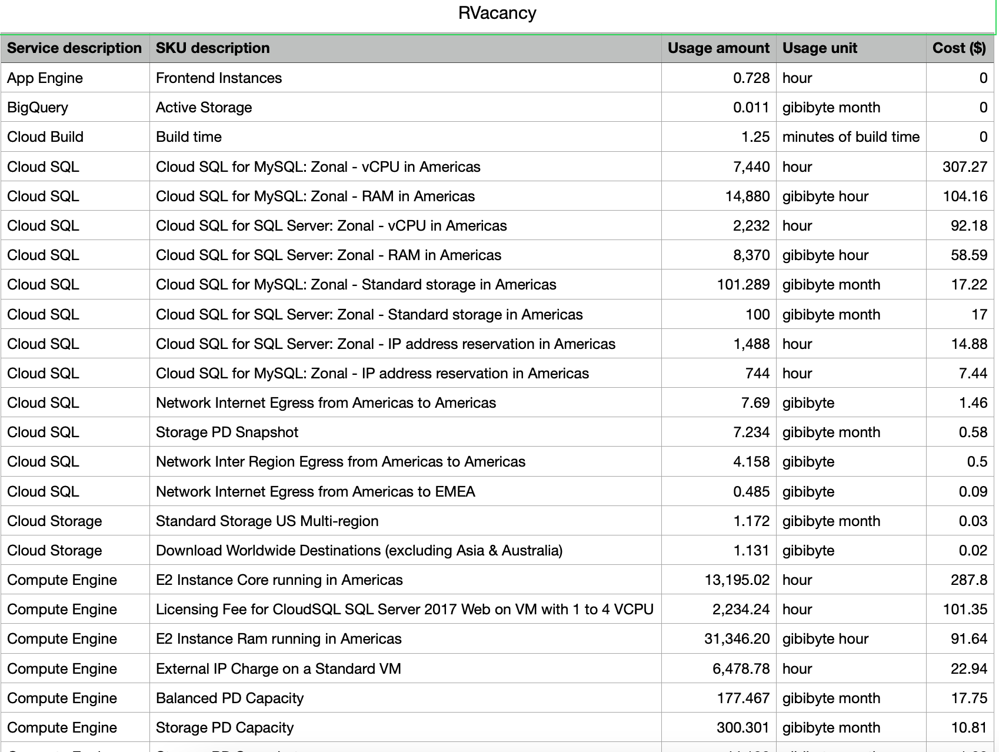 RVacancy
Service description SKU description Usage amount Usage unit Cost ($)
App Engine Frontend Instances 0.728 hour 0
BigQuery Active Storage 0.011 gibibyte month 0
Cloud Build Build time 1.25 minutes of build time 0
Cloud SQL Cloud SQL for MySQL: Zonal - vCPU in Americas 7,440 hour 307.27
Cloud SQL Cloud SQL for MySQL: Zonal - RAM in Americas 14,880 gibibyte hour 104.16
Cloud SQL Cloud SQL for SQL Server: Zonal - vCPU in Americas 2,232 hour 92.18
Cloud SQL Cloud SQL for SQL Server: Zonal - RAM in Americas 8,370 gibibyte hour 58.59
Cloud SQL Cloud SQL for MySQL: Zonal - Standard storage in Americas 101.289 gibibyte month 17.22
Cloud SQL Cloud SQL for SQL Server: Zonal - Standard storage in Americas 100 gibibyte month 17
Cloud SQL Cloud SQL for SQL Server: Zonal - IP address reservation in Americas 1,488 hour 14.88
Cloud SQL Cloud SQL for MySQL: Zonal - IP address reservation in Americas 744 hour 7.44
Cloud SQL Network Internet Egress from Americas to Americas 7.69 gibibyte 1.46
Cloud SQL Storage PD Snapshot 7.234 gibibyte month 0.58
Cloud SQL Network Inter Region Egress from Americas to Americas 4.158 gibibyte 0.5
Cloud SQL Network Internet Egress from Americas to EMEA 0.485 gibibyte 0.09
Cloud Storage Standard Storage US Multi-region 1.172 gibibyte month 0.03
Cloud Storage Download Worldwide Destinations (excluding Asia & Australia) 1.131 gibibyte 0.02
Compute Engine E2 Instance Core running in Americas 13,195.02 hour 287.8
Compute Engine Licensing Fee for CloudSQL SQL Server 2017 Web on VM with 1 to 4 VCPU 2,234.24 hour 101.35
Compute Engine E2 Instance Ram running in Americas 31,346.20 gibibyte hour 91.64
Compute Engine External IP Charge on a Standard VM 6,478.78 hour 22.94
Compute Engine Balanced PD Capacity 177.467 gibibyte month 17.75
Compute Engine Storage PD Capacity 300.301 gibibyte month 10.81